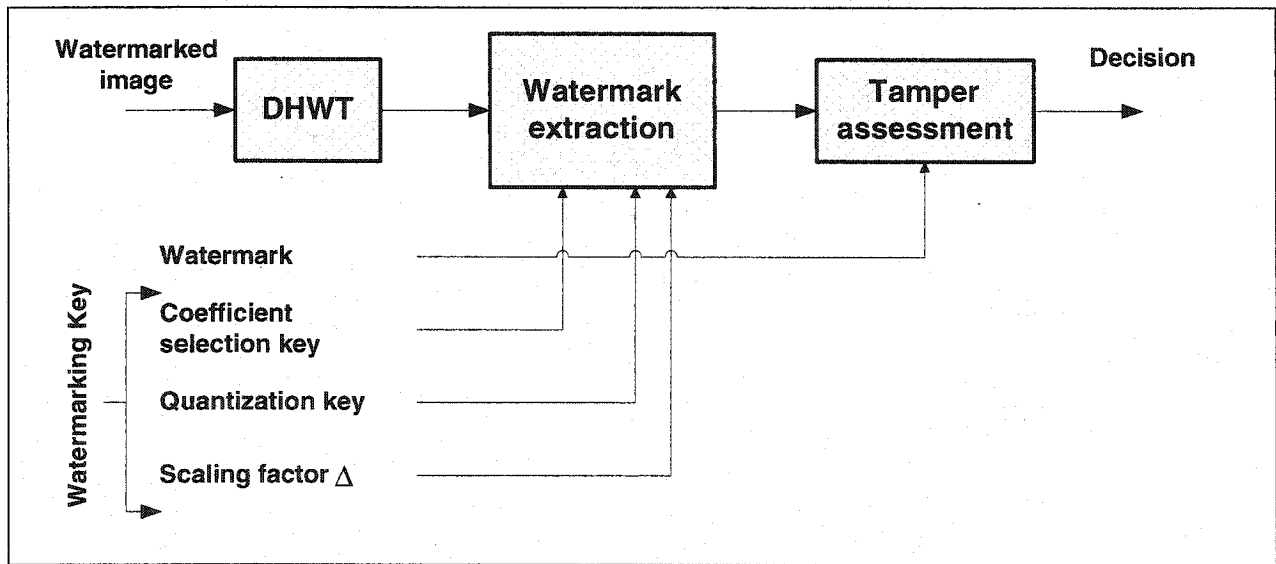 Watermarked
image
DHWT
Watermark
extraction
Tamper
assessment
Decision
Watermarking Key
Watermark
Coefficient
selection key
Quantization key
Scaling factor Δ